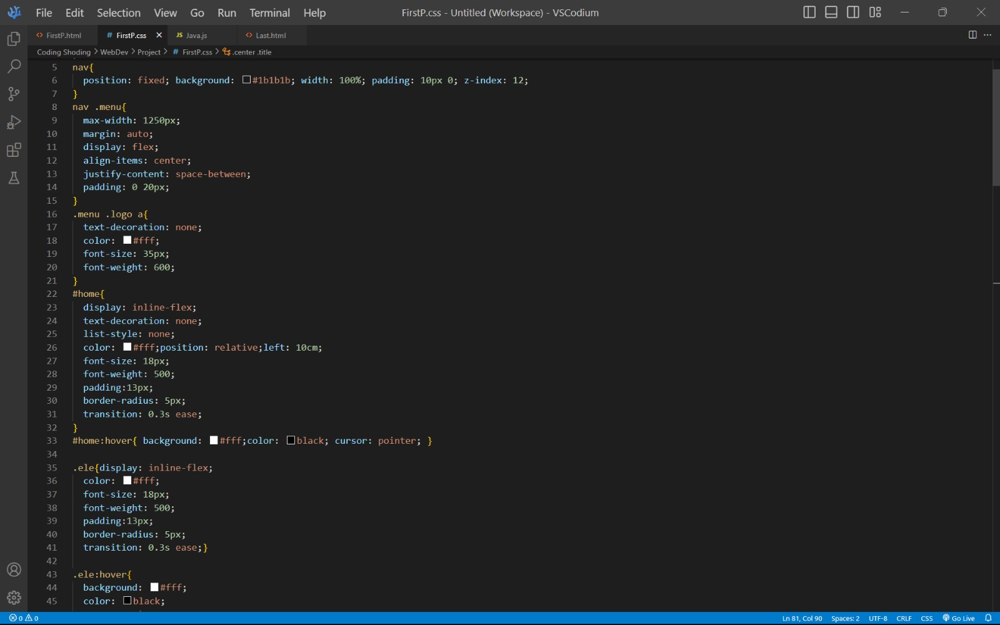 File Edit Selection View Go Run Terminal Help FirstP.css - Untitled (Workspace) - VSCodium
<> FirstP.html # FirstP.css × JS Java.js <> Last.html
Coding Shoding > WebDev > Project > # FirstP.css > .center .title
5 nav{
6 position: fixed; background: #1b1b1b; width: 100%; padding: 10px 0; z-index: 12;
7 }
8 nav .menu{
9 max-width: 1250px;
10 margin: auto;
11 display: flex;
12 align-items: center;
13 justify-content: space-between;
14 padding: 0 20px;
15 }
16 .menu .logo a{
17 text-decoration: none;
18 color: #fff;
19 font-size: 35px;
20 font-weight: 600;
21 }
22 #home{
23 display: inline-flex;
24 text-decoration: none;
25 list-style: none;
26 color: #fff;position: relative;left: 10cm;
27 font-size: 18px;
28 font-weight: 500;
29 padding:13px;
30 border-radius: 5px;
31 transition: 0.3s ease;
32 }
33 #home:hover{ background: #fff;color: black; cursor: pointer; }
34
35 .ele{display: inline-flex;
36 color: #fff;
37 font-size: 18px;
38 font-weight: 500;
39 padding:13px;
40 border-radius: 5px;
41 transition: 0.3s ease;}
42
43 .ele:hover{
44 background: #fff;
45 color: black;
0 0 Ln 81, Col 90 Spaces: 2 UTF-8 CRLF CSS Go Live